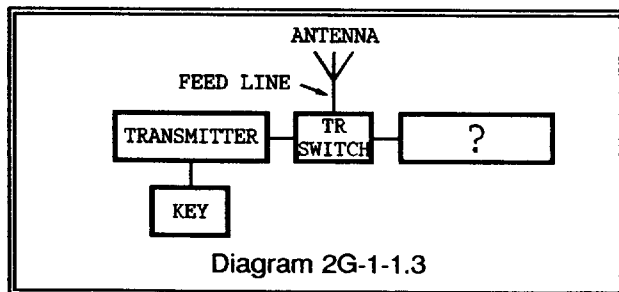 ANTENNA
FEED LINE
TRANSMITTER
TR
SWITCH
?
KEY
Diagram 2G-1-1.3